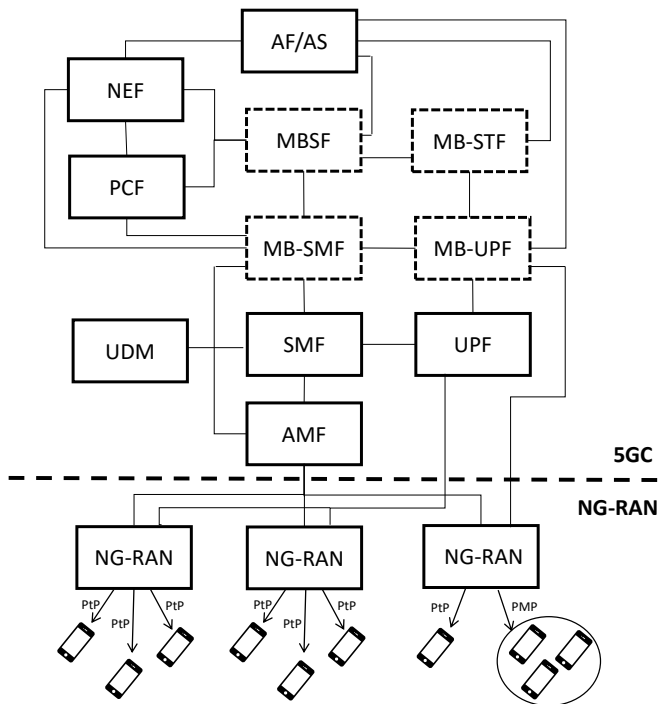 AF/AS
NEF
MBSF
MB-STF
PCF
MB-SMF
MB-UPF
UDM
SMF
UPF
AMF
5GC
NG-RAN
NG-RAN
NG-RAN
NG-RAN
PtP
PtP
PtP
PtP
PtP
PtP
PtP
PMP